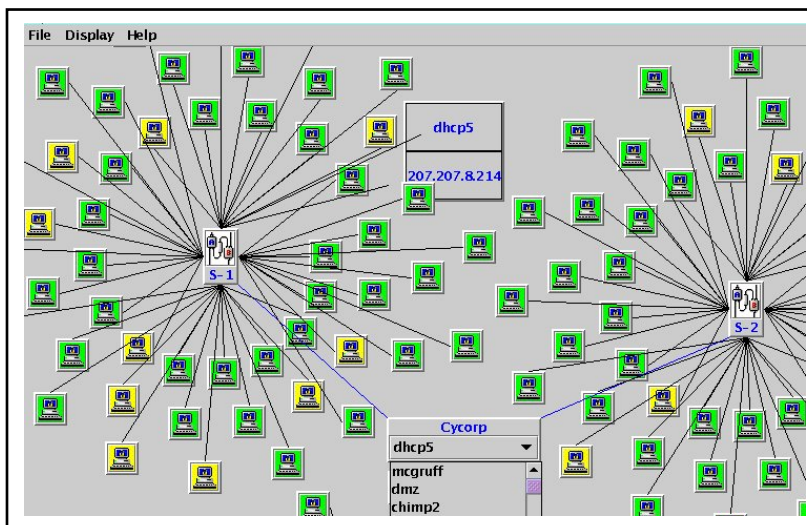 File Display Help
dhcp5
207.207.8.214
S-1
S-2
Cycorp
dhcp5
mcgruff
dmz
chimp2